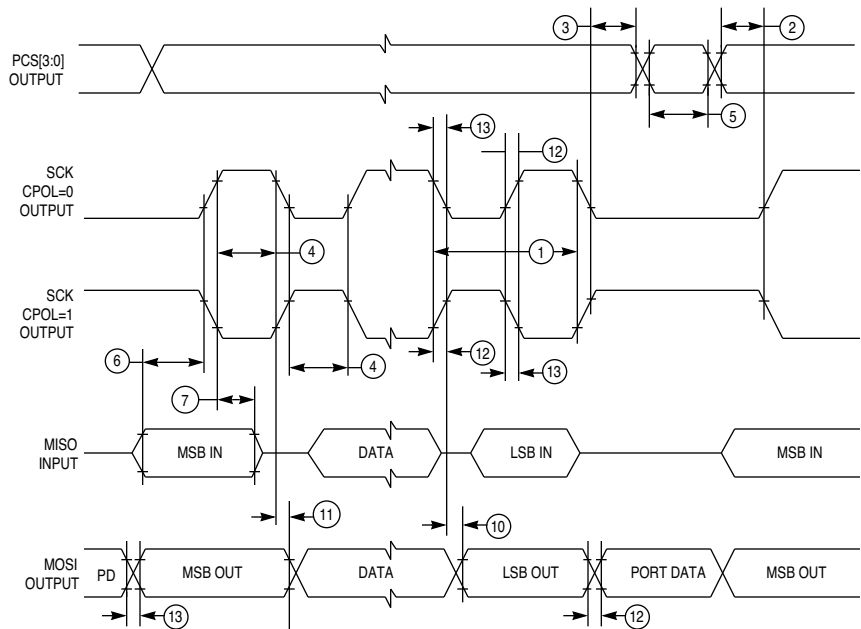 3
2
PCS[3:0]
OUTPUT
5
13
12
SCK
CPOL=0
OUTPUT
4
1
SCK
CPOL=1
OUTPUT
6
12
4
13
7
MISO
INPUT
MSB IN
DATA
LSB IN
MSB IN
11
10
MOSI
OUTPUT
PD
MSB OUT
DATA
LSB OUT
PORT DATA
MSB OUT
13
12